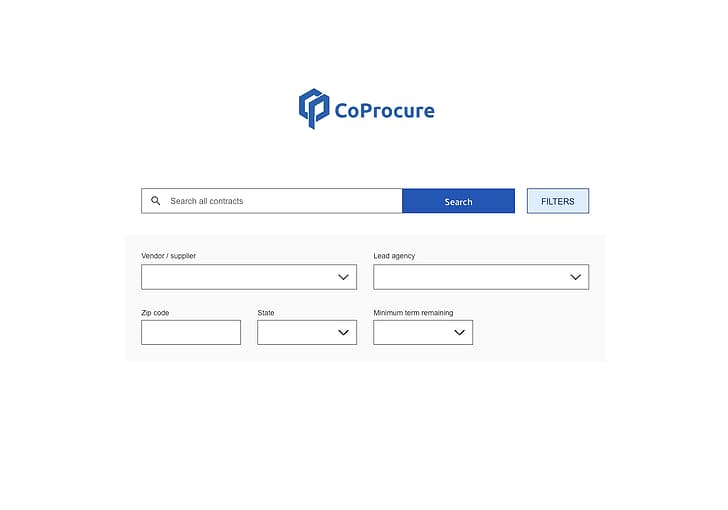 CoProcure
Search all contracts
Search
FILTERS
Vendor / supplier
Lead agency
Zip code
State
Minimum term remaining